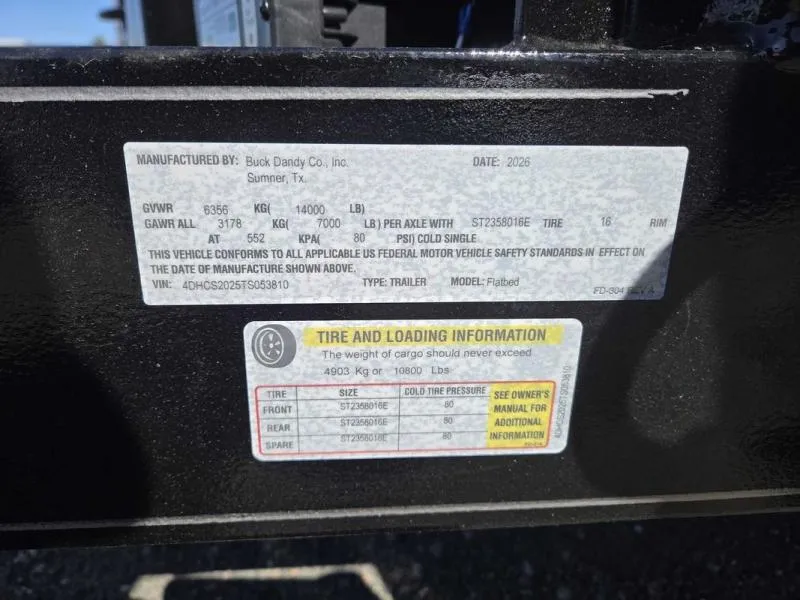 MANUFACTURED BY: Buck Dandy Co., Inc. DATE: 2026
Sumner, Tx.
GVWR 6356 KG( 14000 LB)
GAWR ALL 3178 KG( 7000 LB) PER AXLE WITH ST2358016E TIRE 16 RIM
AT 552 KPA( 80 PSI) COLD SINGLE
THIS VEHICLE CONFORMS TO ALL APPLICABLE US FEDERAL MOTOR VEHICLE SAFETY STANDARDS IN EFFECT ON
THE DATE OF MANUFACTURE SHOWN ABOVE.
VIN: 4DHCS2025TS053810 TYPE: TRAILER MODEL: Flatbed
FD-304 REV A
TIRE AND LOADING INFORMATION
The weight of cargo should never exceed
4903 Kg or 10800 Lbs
TIRE SIZE COLD TIRE PRESSURE
FRONT ST2358016E 80
REAR ST2358016E 80
SPARE ST2358016E 80
SEE OWNER'S
MANUAL FOR
ADDITIONAL
INFORMATION
4DHCS2025TS053810